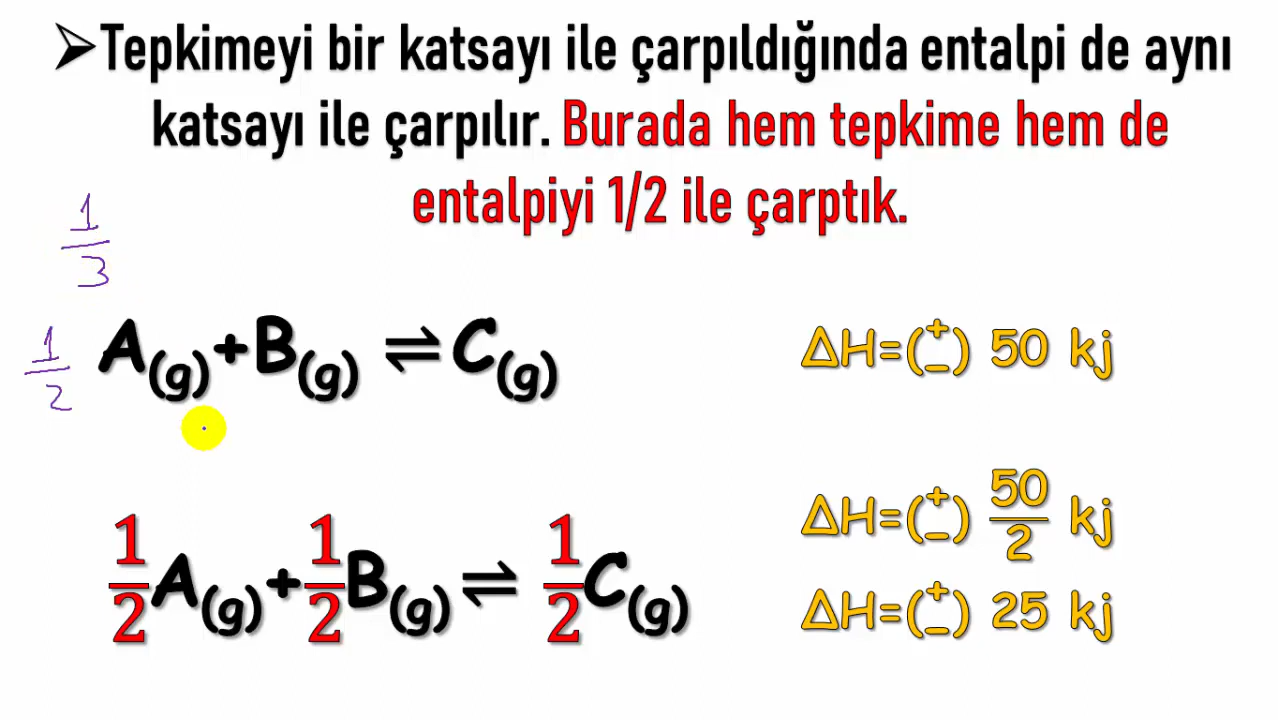 ➢Tepkimeyi bir katsayı ile çarpıldığında entalpi de aynı
katsayı ile çarpılır. Burada hem tepkime hem de
entalpiyi 1/2 ile çarptık.
1/3
1/2
A(g)+B(g) ⇌ C(g) ΔH=(±) 50 kj
1/2A(g)+1/2B(g) ⇌ 1/2C(g) ΔH=(±) 50/2 kj
ΔH=(±) 25 kj